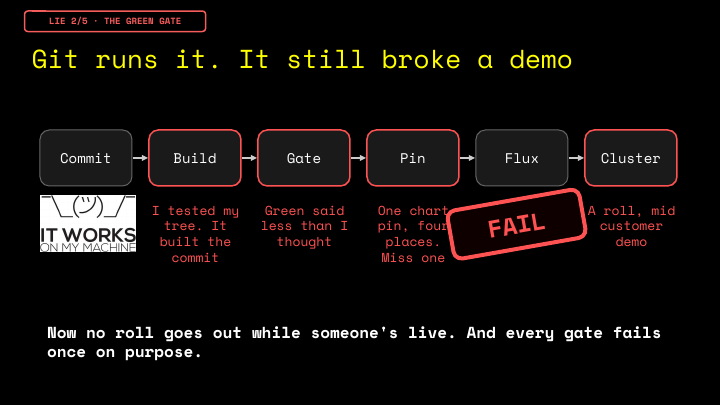 LIE 2/5 · THE GREEN GATE
Git runs it. It still broke a demo
Commit
Build
Gate
Pin
Flux
Cluster
IT WORKS
ON MY MACHINE
I tested my
tree. It
built the
commit
Green said
less than I
thought
One chart
pin, four
places.
Miss one
FAIL
A roll, mid
customer
demo
Now no roll goes out while someone's live. And every gate fails
once on purpose.